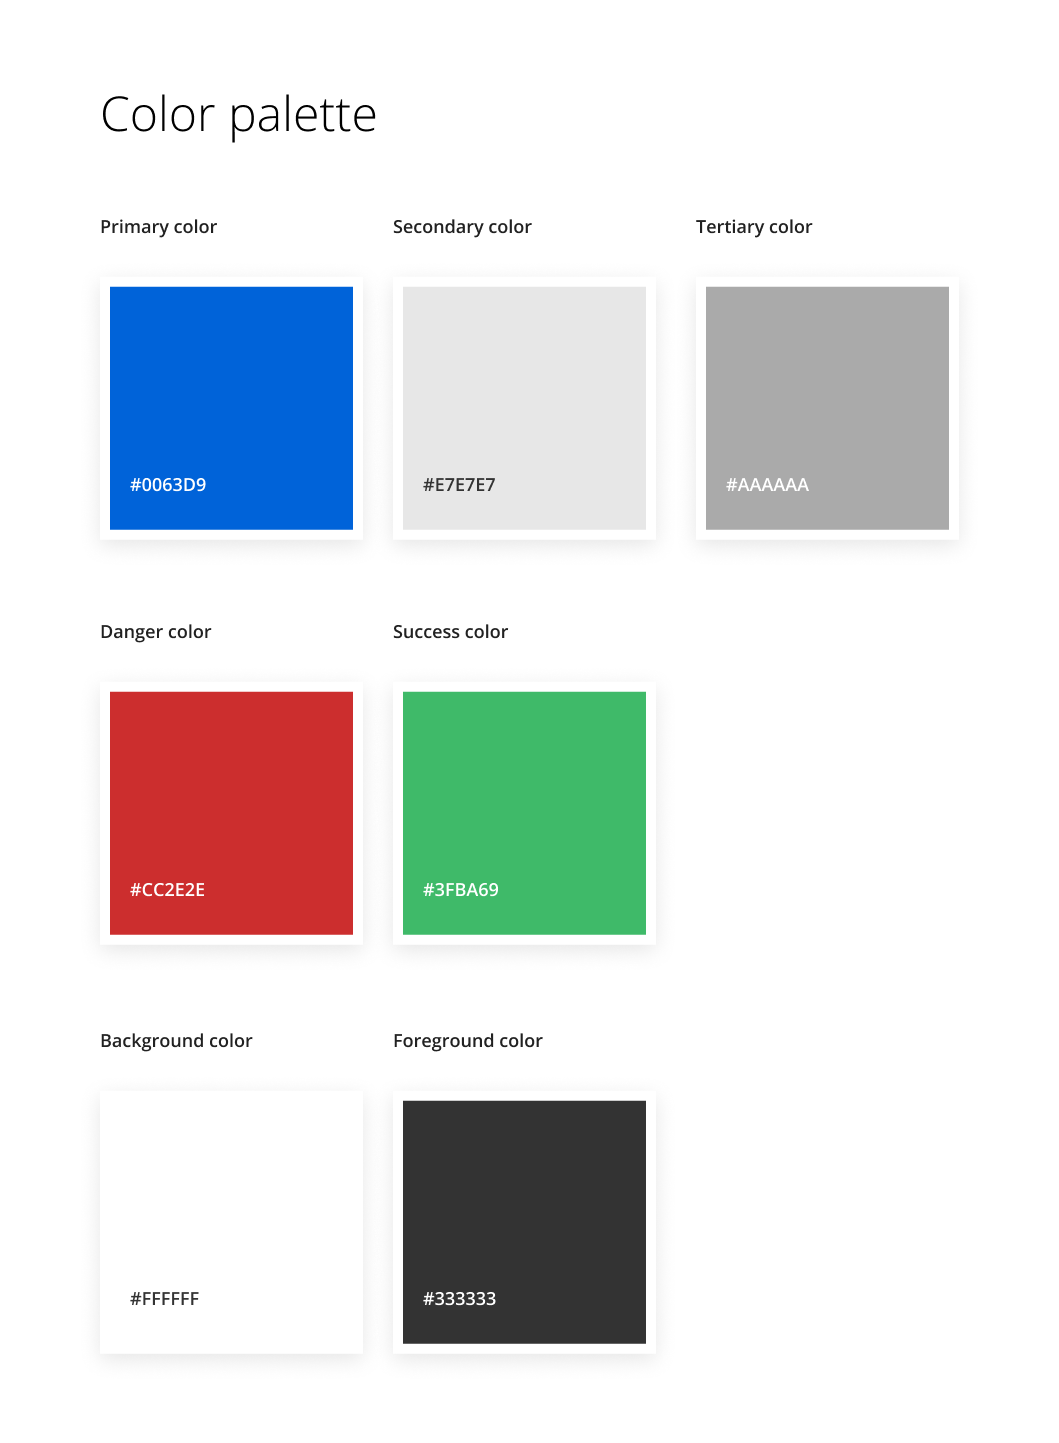 Color palette
Primary color
Secondary color
Tertiary color
#0063D9
#E7E7E7
#AAAAAA
Danger color
Success color
#CC2E2E
#3FBA69
Background color
Foreground color
#FFFFFF
#333333